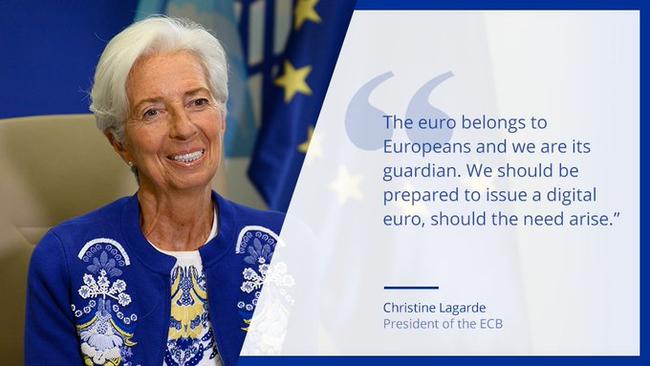 The euro belongs to
Europeans and we are its
guardian. We should be
prepared to issue a digital
euro, should the need arise.”
Christine Lagarde
President of the ECB